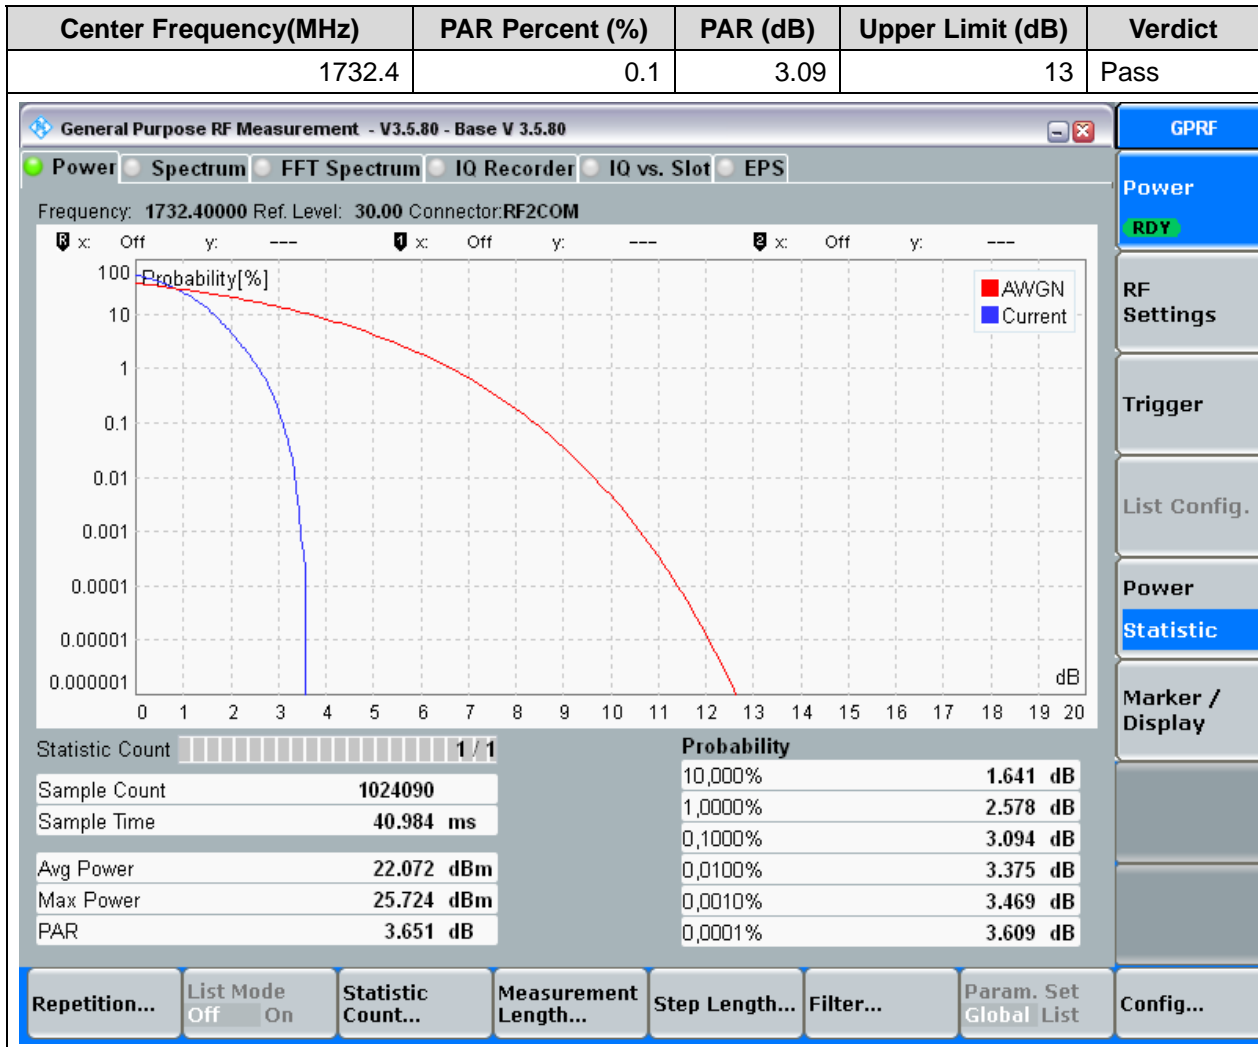 Center Frequency(MHz) PAR Percent (%) PAR (dB) Upper Limit (dB) Verdict
1732.4 0.1 3.09 13 Pass
General Purpose RF Measurement - V3.5.80 - Base V 3.5.80
GPRF
Power Spectrum FFT Spectrum IQ Recorder IQ vs. Slot EPS
Power
RDY
Frequency: 1732.40000 Ref. Level: 30.00 Connector:RF2COM
R x: Off y: --- 1 x: Off y: --- 2 x: Off y: ---
Probability[%]
100
10
1
0.1
0.01
0.001
0.0001
0.00001
0.000001
AWGN
Current
dB
0 1 2 3 4 5 6 7 8 9 10 11 12 13 14 15 16 17 18 19 20
RF
Settings
Trigger
List Config.
Power
Statistic
Marker /
Display
Statistic Count 1 / 1
Sample Count 1024090
Sample Time 40.984 ms
Avg Power 22.072 dBm
Max Power 25.724 dBm
PAR 3.651 dB
Probability
10,000% 1.641 dB
1,0000% 2.578 dB
0,1000% 3.094 dB
0,0100% 3.375 dB
0,0010% 3.469 dB
0,0001% 3.609 dB
Repetition...
List Mode
Off On
Statistic
Count...
Measurement
Length...
Step Length...
Filter...
Param. Set
Global List
Config...